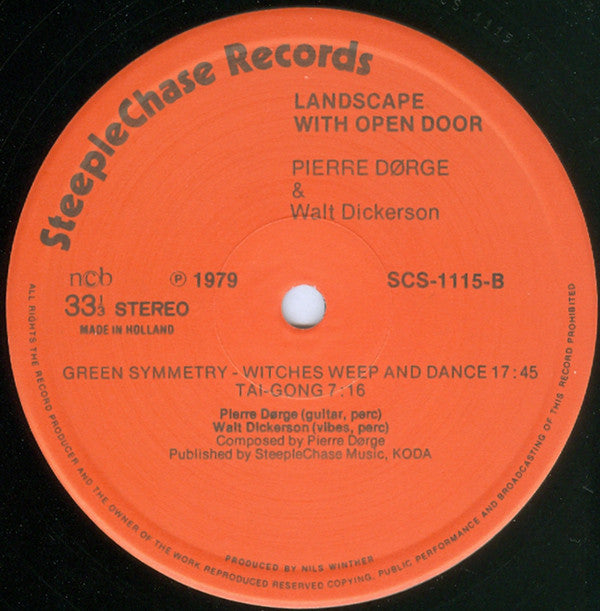 SteepleChase Records
LANDSCAPE
WITH OPEN DOOR
PIERRE DØRGE
&
Walt Dickerson
ncb
℗ 1979
SCS-1115-B
33⅓ STEREO
MADE IN HOLLAND
GREEN SYMMETRY - WITCHES WEEP AND DANCE 17:45
TAI-GONG 7:16
Pierre Dørge (guitar, perc)
Walt Dickerson (vibes, perc)
Composed by Pierre Dørge
Published by SteepleChase Music, KODA
PRODUCED BY NILS WINTHER
ALL RIGHTS THE RECORD PRODUCER AND THE OWNER OF THE WORK REPRODUCED RESERVED COPYING, PUBLIC PERFORMANCE AND BROADCASTING OF THIS RECORD PROHIBITED